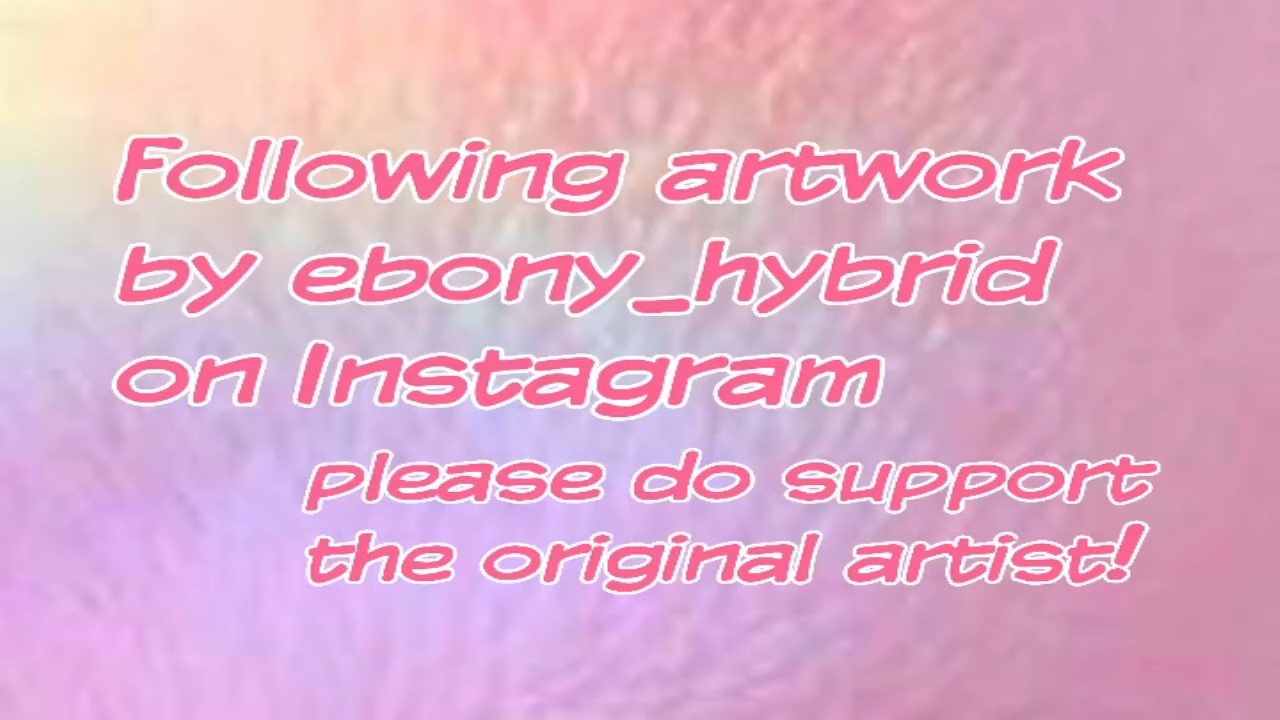 Following artwork
by ebony_hybrid
on Instagram
please do support
the original artist!